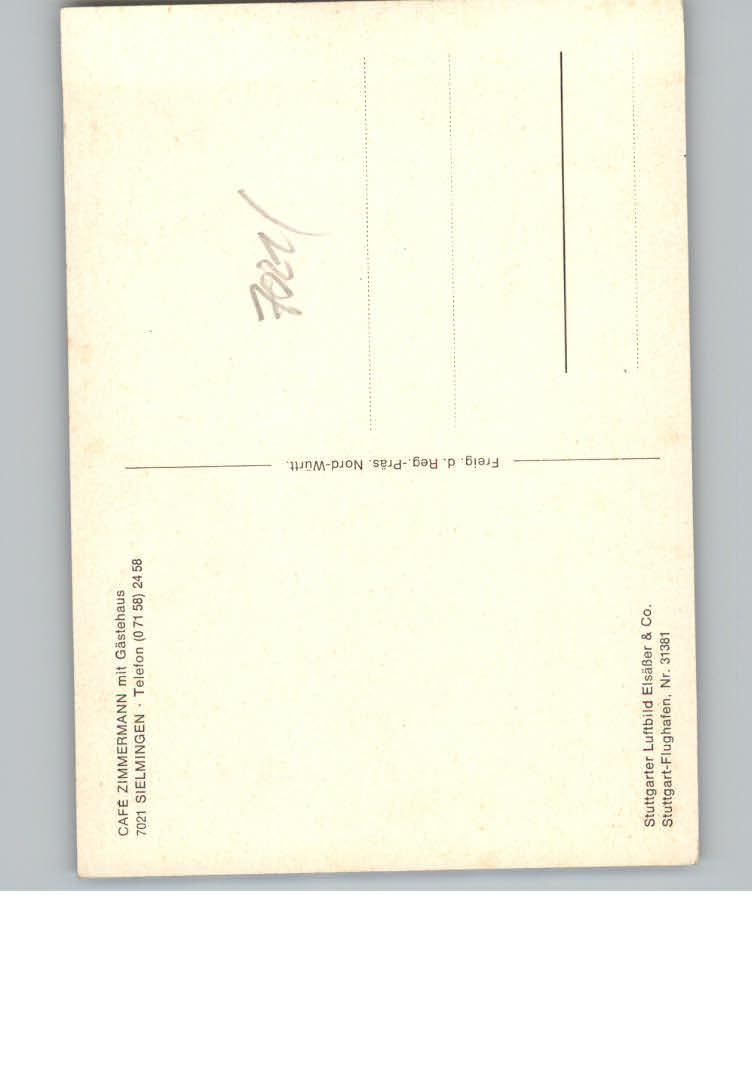 CAFÉ ZIMMERMANN mit Gästehaus
7021 SIELMINGEN · Telefon (0 71 58) 24 58
Stuttgarter Luftbild Elsäßer & Co.
Stuttgart-Flughafen, Nr. 31381
Freig. d. Reg.-Präs. Nord-Württ.
7021/